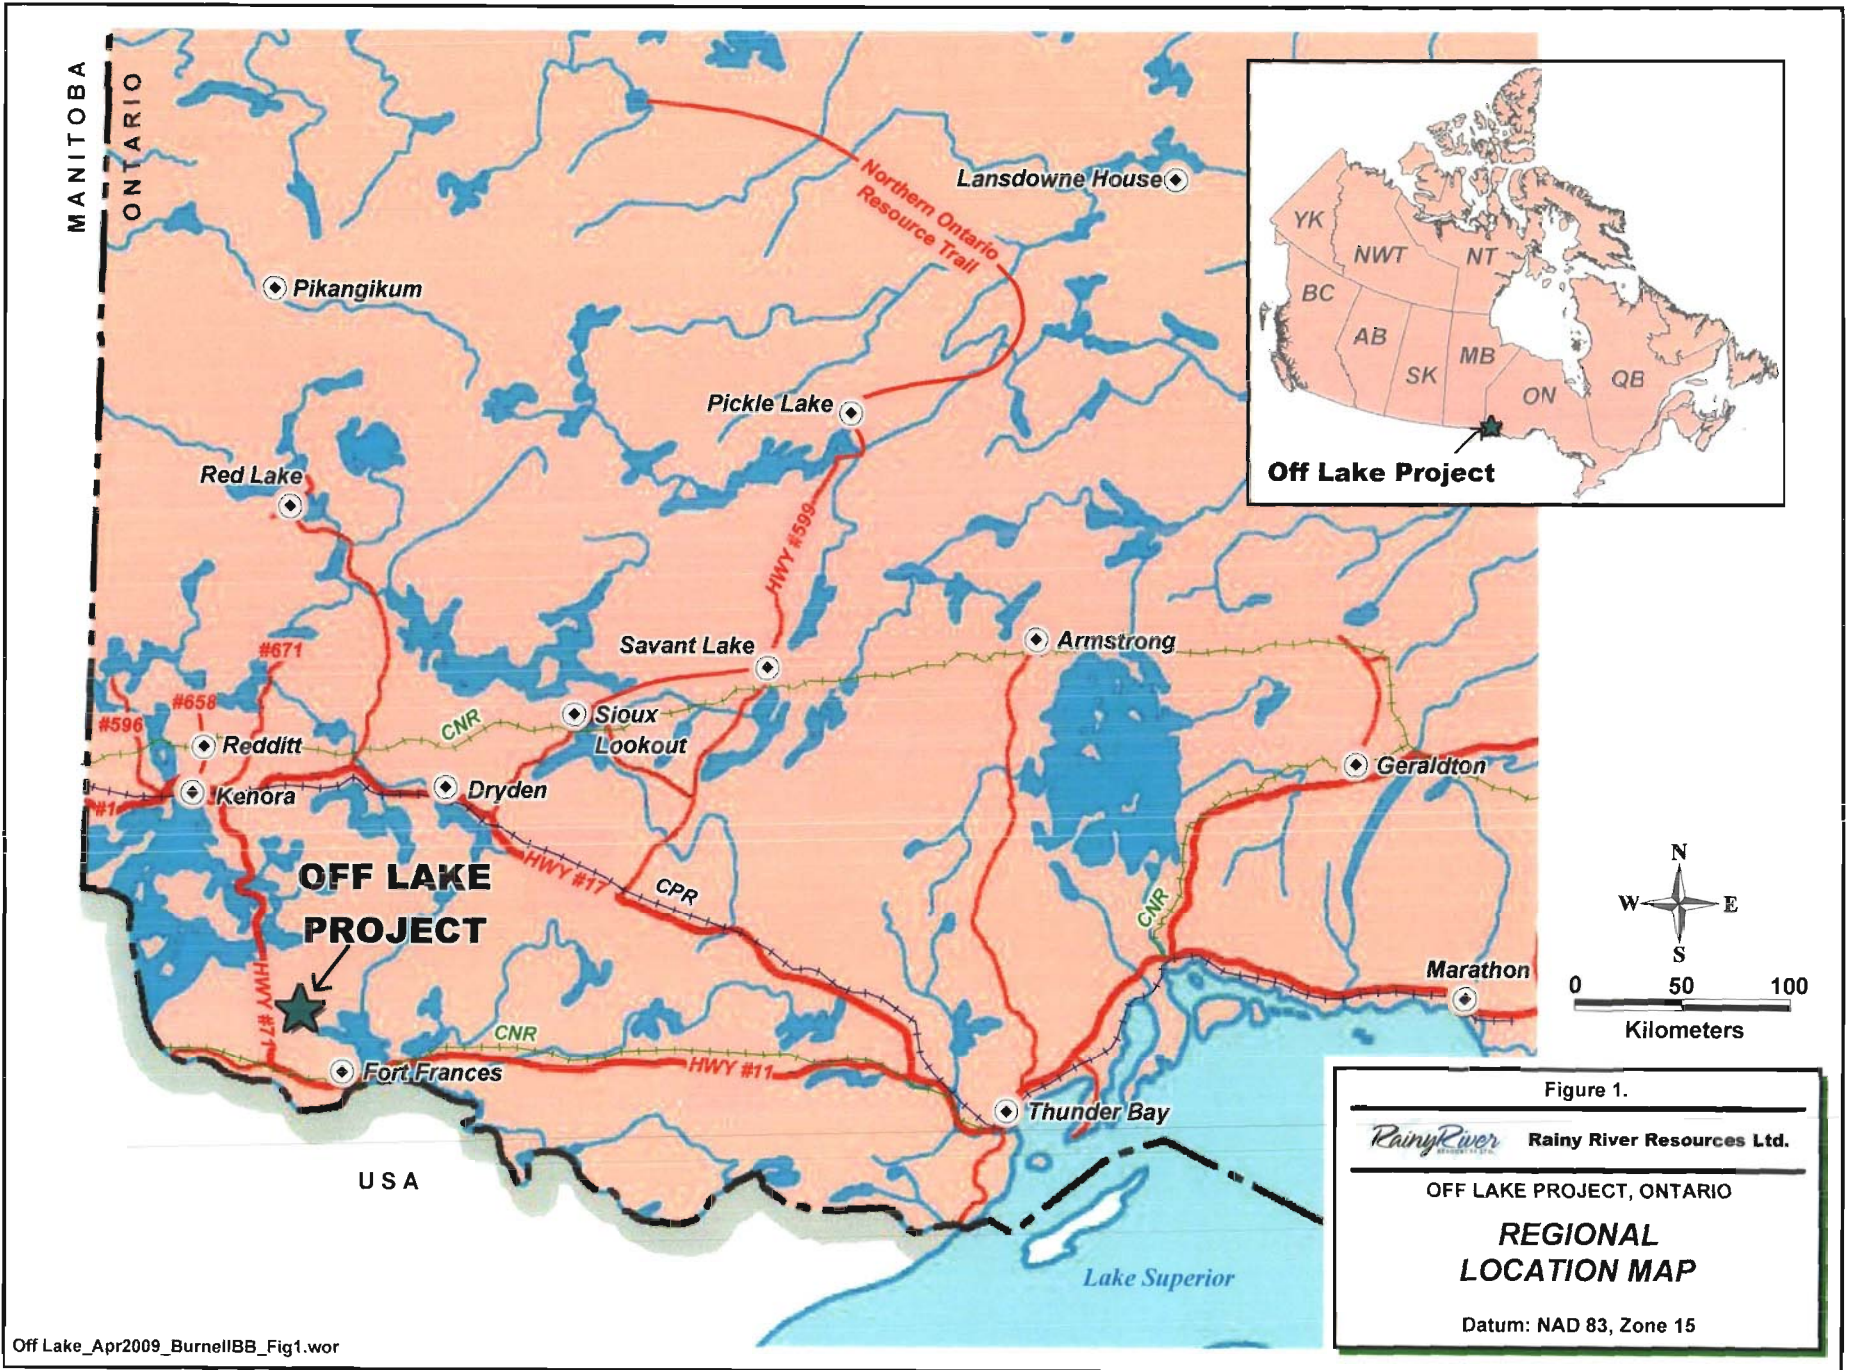 MANITOBA
ONTARIO
Northern Ontario
Resource Trail
Lansdowne House
Pikangikum
Pickle Lake
Red Lake
HWY #599
Savant Lake
Armstrong
#671
#658
#596
CNR
Sioux
Lookout
Redditt
Kenora
#1
Dryden
Geraldton
HWY #17
CPR
CNR
OFF LAKE
PROJECT
HWY #71
CNR
Fort Frances
HWY #11
Thunder Bay
Marathon
USA
Lake Superior
YK
NWT
NT
BC
AB
SK
MB
ON
QB
Off Lake Project
N
W
E
S
0 50 100
Kilometers
Figure 1.
RainyRiver
Rainy River Resources Ltd.
OFF LAKE PROJECT, ONTARIO
REGIONAL
LOCATION MAP
Datum: NAD 83, Zone 15
Off Lake_Apr2009_BurnellBB_Fig1.wor